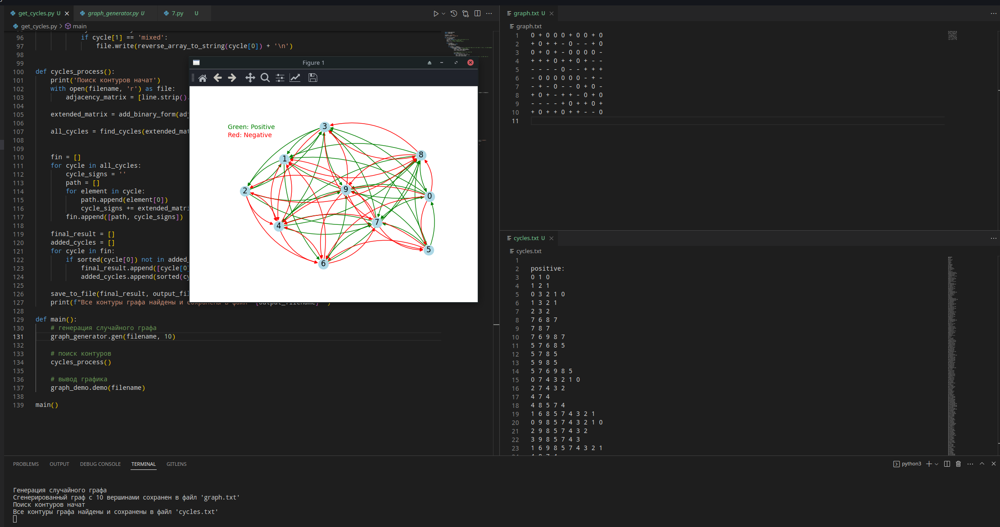 get_cycles.py U
graph_generator.py U
7.py U
get_cycles.py > main
96 if cycle[1] == 'mixed':
97 file.write(reverse_array_to_string(cycle[0]) + '\n')
98
99
100 def cycles_process():
101 print('Поиск контуров начат')
102 with open(filename, 'r') as file:
103 adjacency_matrix = [line.strip().
104
105 extended_matrix = add_binary_form(adj
106
107 all_cycles = find_cycles(extended_mat
108
109
110 fin = []
111 for cycle in all_cycles:
112 cycle_signs = ''
113 path = []
114 for element in cycle:
115 path.append(element[0])
116 cycle_signs += extended_matri
117 fin.append([path, cycle_signs])
118
119 final_result = []
120 added_cycles = []
121 for cycle in fin:
122 if sorted(cycle[0]) not in added_
123 final_result.append([cycle[0]
124 added_cycles.append(sorted(cy
125
126 save_to_file(final_result, output_fil
127 print(f"Все контуры графа найдены и сохранены в файл '{output_filename}'")
128
129 def main():
130 # генерация случайного графа
131 graph_generator.gen(filename, 10)
132
133 # поиск контуров
134 cycles_process()
135
136 # вывод графика
137 graph_demo.demo(filename)
138
139 main()
Figure 1
Green: Positive
Red: Negative
3
8
1
2
9
0
4
7
5
6
graph.txt U
graph.txt
1 0 + 0 0 0 + 0 0 + 0
2 + 0 + + - 0 - - + 0
3 0 + 0 + - 0 0 0 0 -
4 + + + 0 + + 0 + - -
5 - - - - 0 - - + + +
6 - 0 0 0 0 0 0 - + -
7 - + - 0 - - 0 + 0 -
8 + 0 + - + + - 0 + 0
9 - - - - + 0 + + 0 +
10 + 0 + + 0 + + - - 0
11
cycles.txt U
cycles.txt
1
2 positive:
3 0 1 0
4 1 2 1
5 0 3 2 1 0
6 1 3 2 1
7 2 3 2
8 7 6 8 7
9 7 8 7
10 7 6 9 8 7
11 5 7 6 8 5
12 5 7 8 5
13 5 9 8 5
14 5 7 6 9 8 5
15 0 7 4 3 2 1 0
16 2 7 4 3 2
17 4 7 4
18 4 8 5 7 4
19 1 6 8 5 7 4 3 2 1
20 0 9 8 5 7 4 3 2 1 0
21 2 9 8 5 7 4 3 2
22 3 9 8 5 7 4 3
23 1 6 9 8 5 7 4 3 2 1
PROBLEMS OUTPUT DEBUG CONSOLE TERMINAL GITLENS
python3
Генерация случайного графа
Сгенерированный граф с 10 вершинами сохранен в файл 'graph.txt'
Поиск контуров начат
Все контуры графа найдены и сохранены в файл 'cycles.txt'